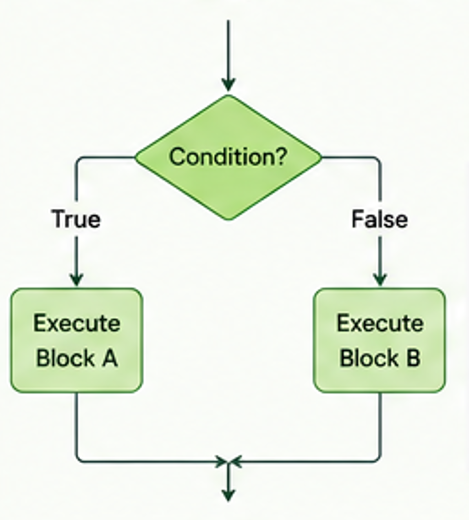 Condition?
True
False
Execute
Block A
Execute
Block B